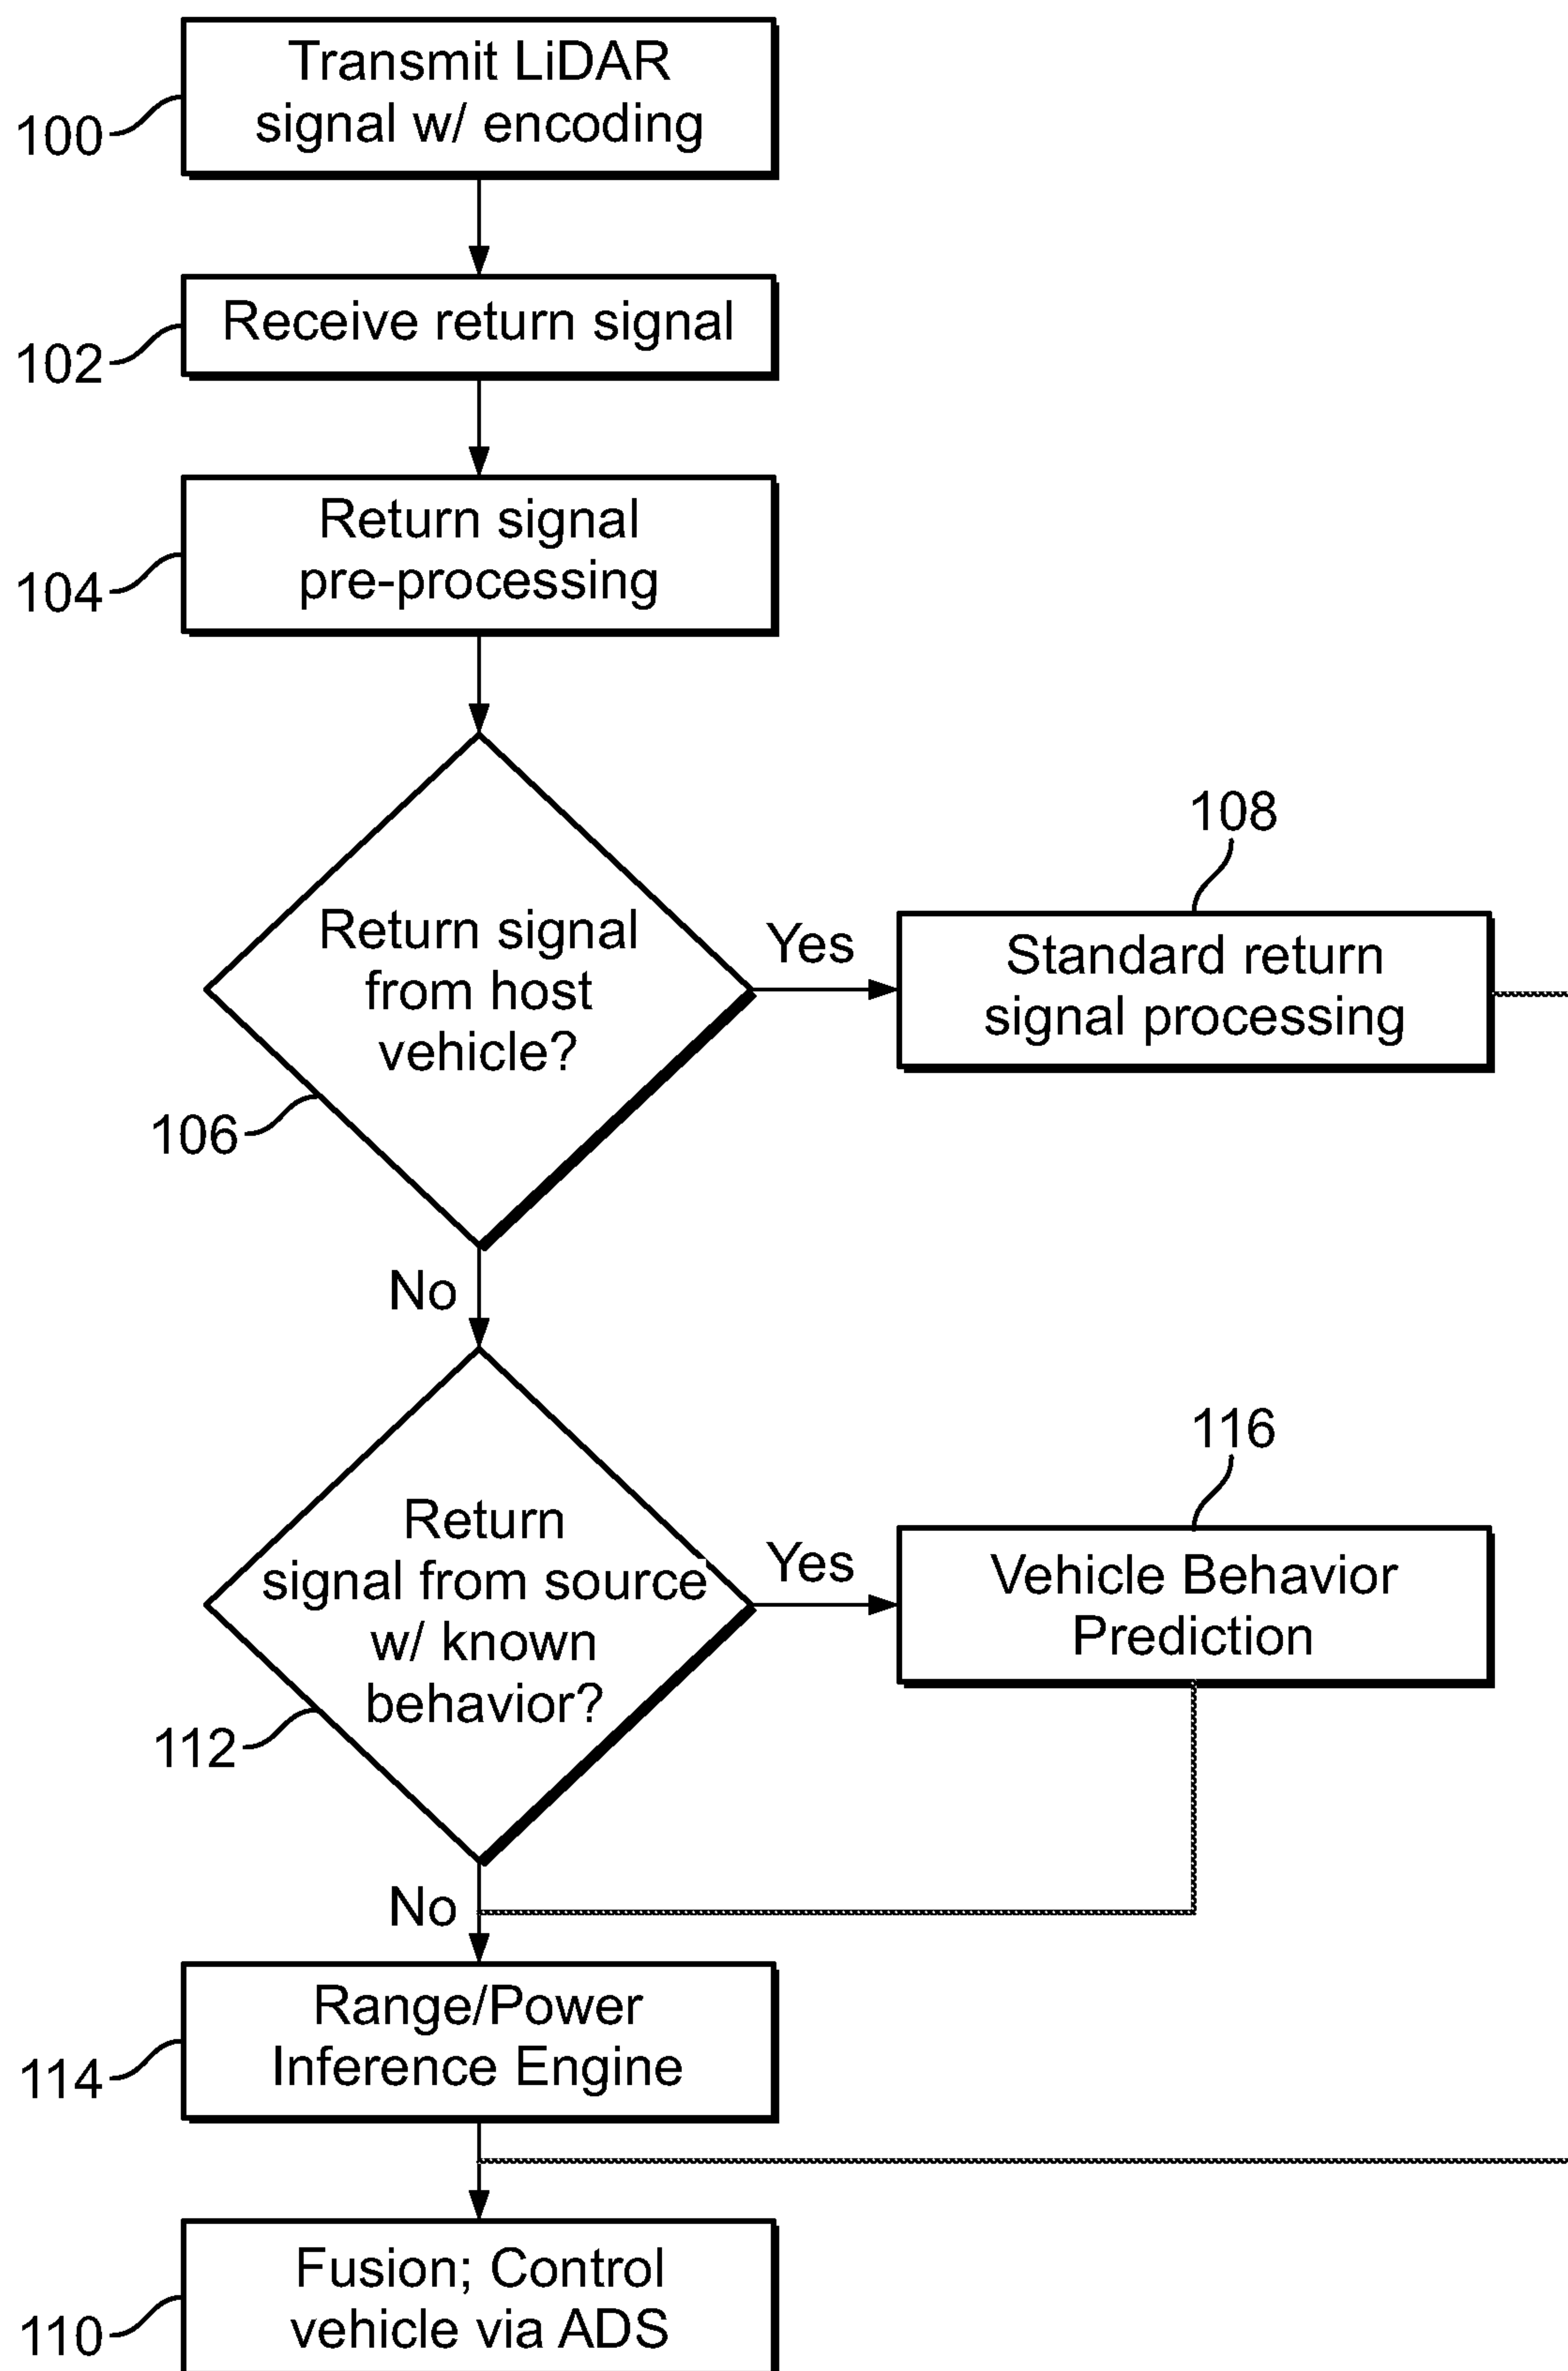 Transmit LiDAR
signal w/ encoding
100
Receive return signal
102
Return signal
pre-processing
104
Return signal
from host
vehicle?
106
Yes
108
Standard return
signal processing
No
Return
signal from source
w/ known
behavior?
112
Yes
116
Vehicle Behavior
Prediction
No
Range/Power
Inference Engine
114
Fusion; Control
vehicle via ADS
110